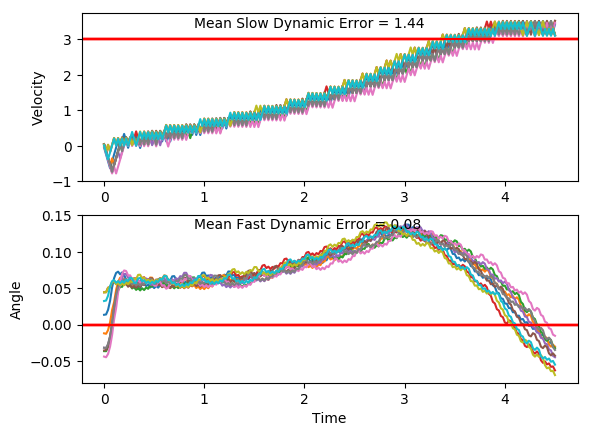 Mean Slow Dynamic Error = 1.44
Velocity
3
2
1
0
−1
0 1 2 3 4
Mean Fast Dynamic Error = 0.08
Angle
0.15
0.10
0.05
0.00
−0.05
0 1 2 3 4
Time